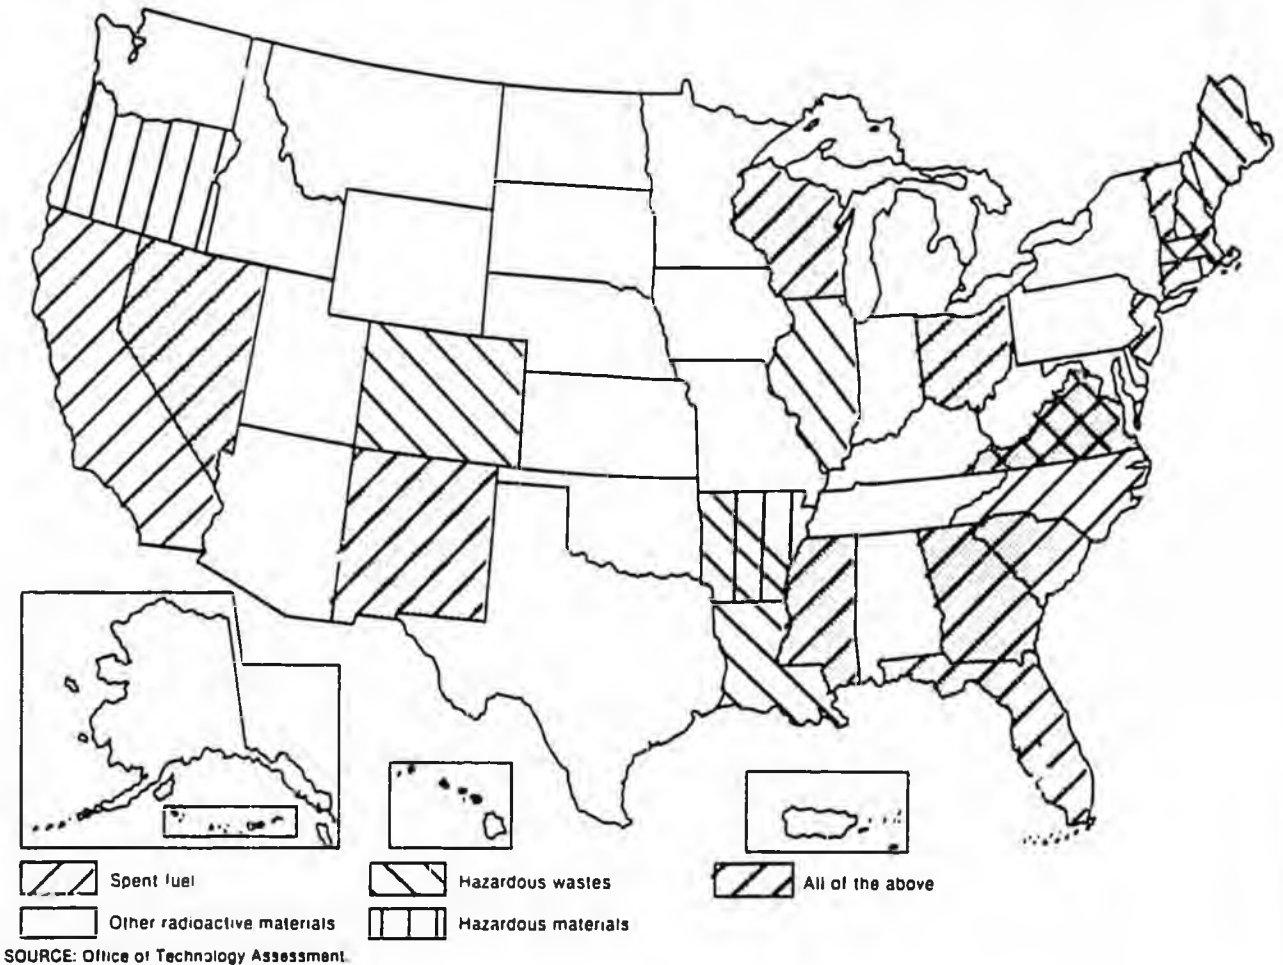 Spent fuel
Hazardous wastes
All of the above
Other radioactive materials
Hazardous materials
SOURCE: Office of Technology Assessment.